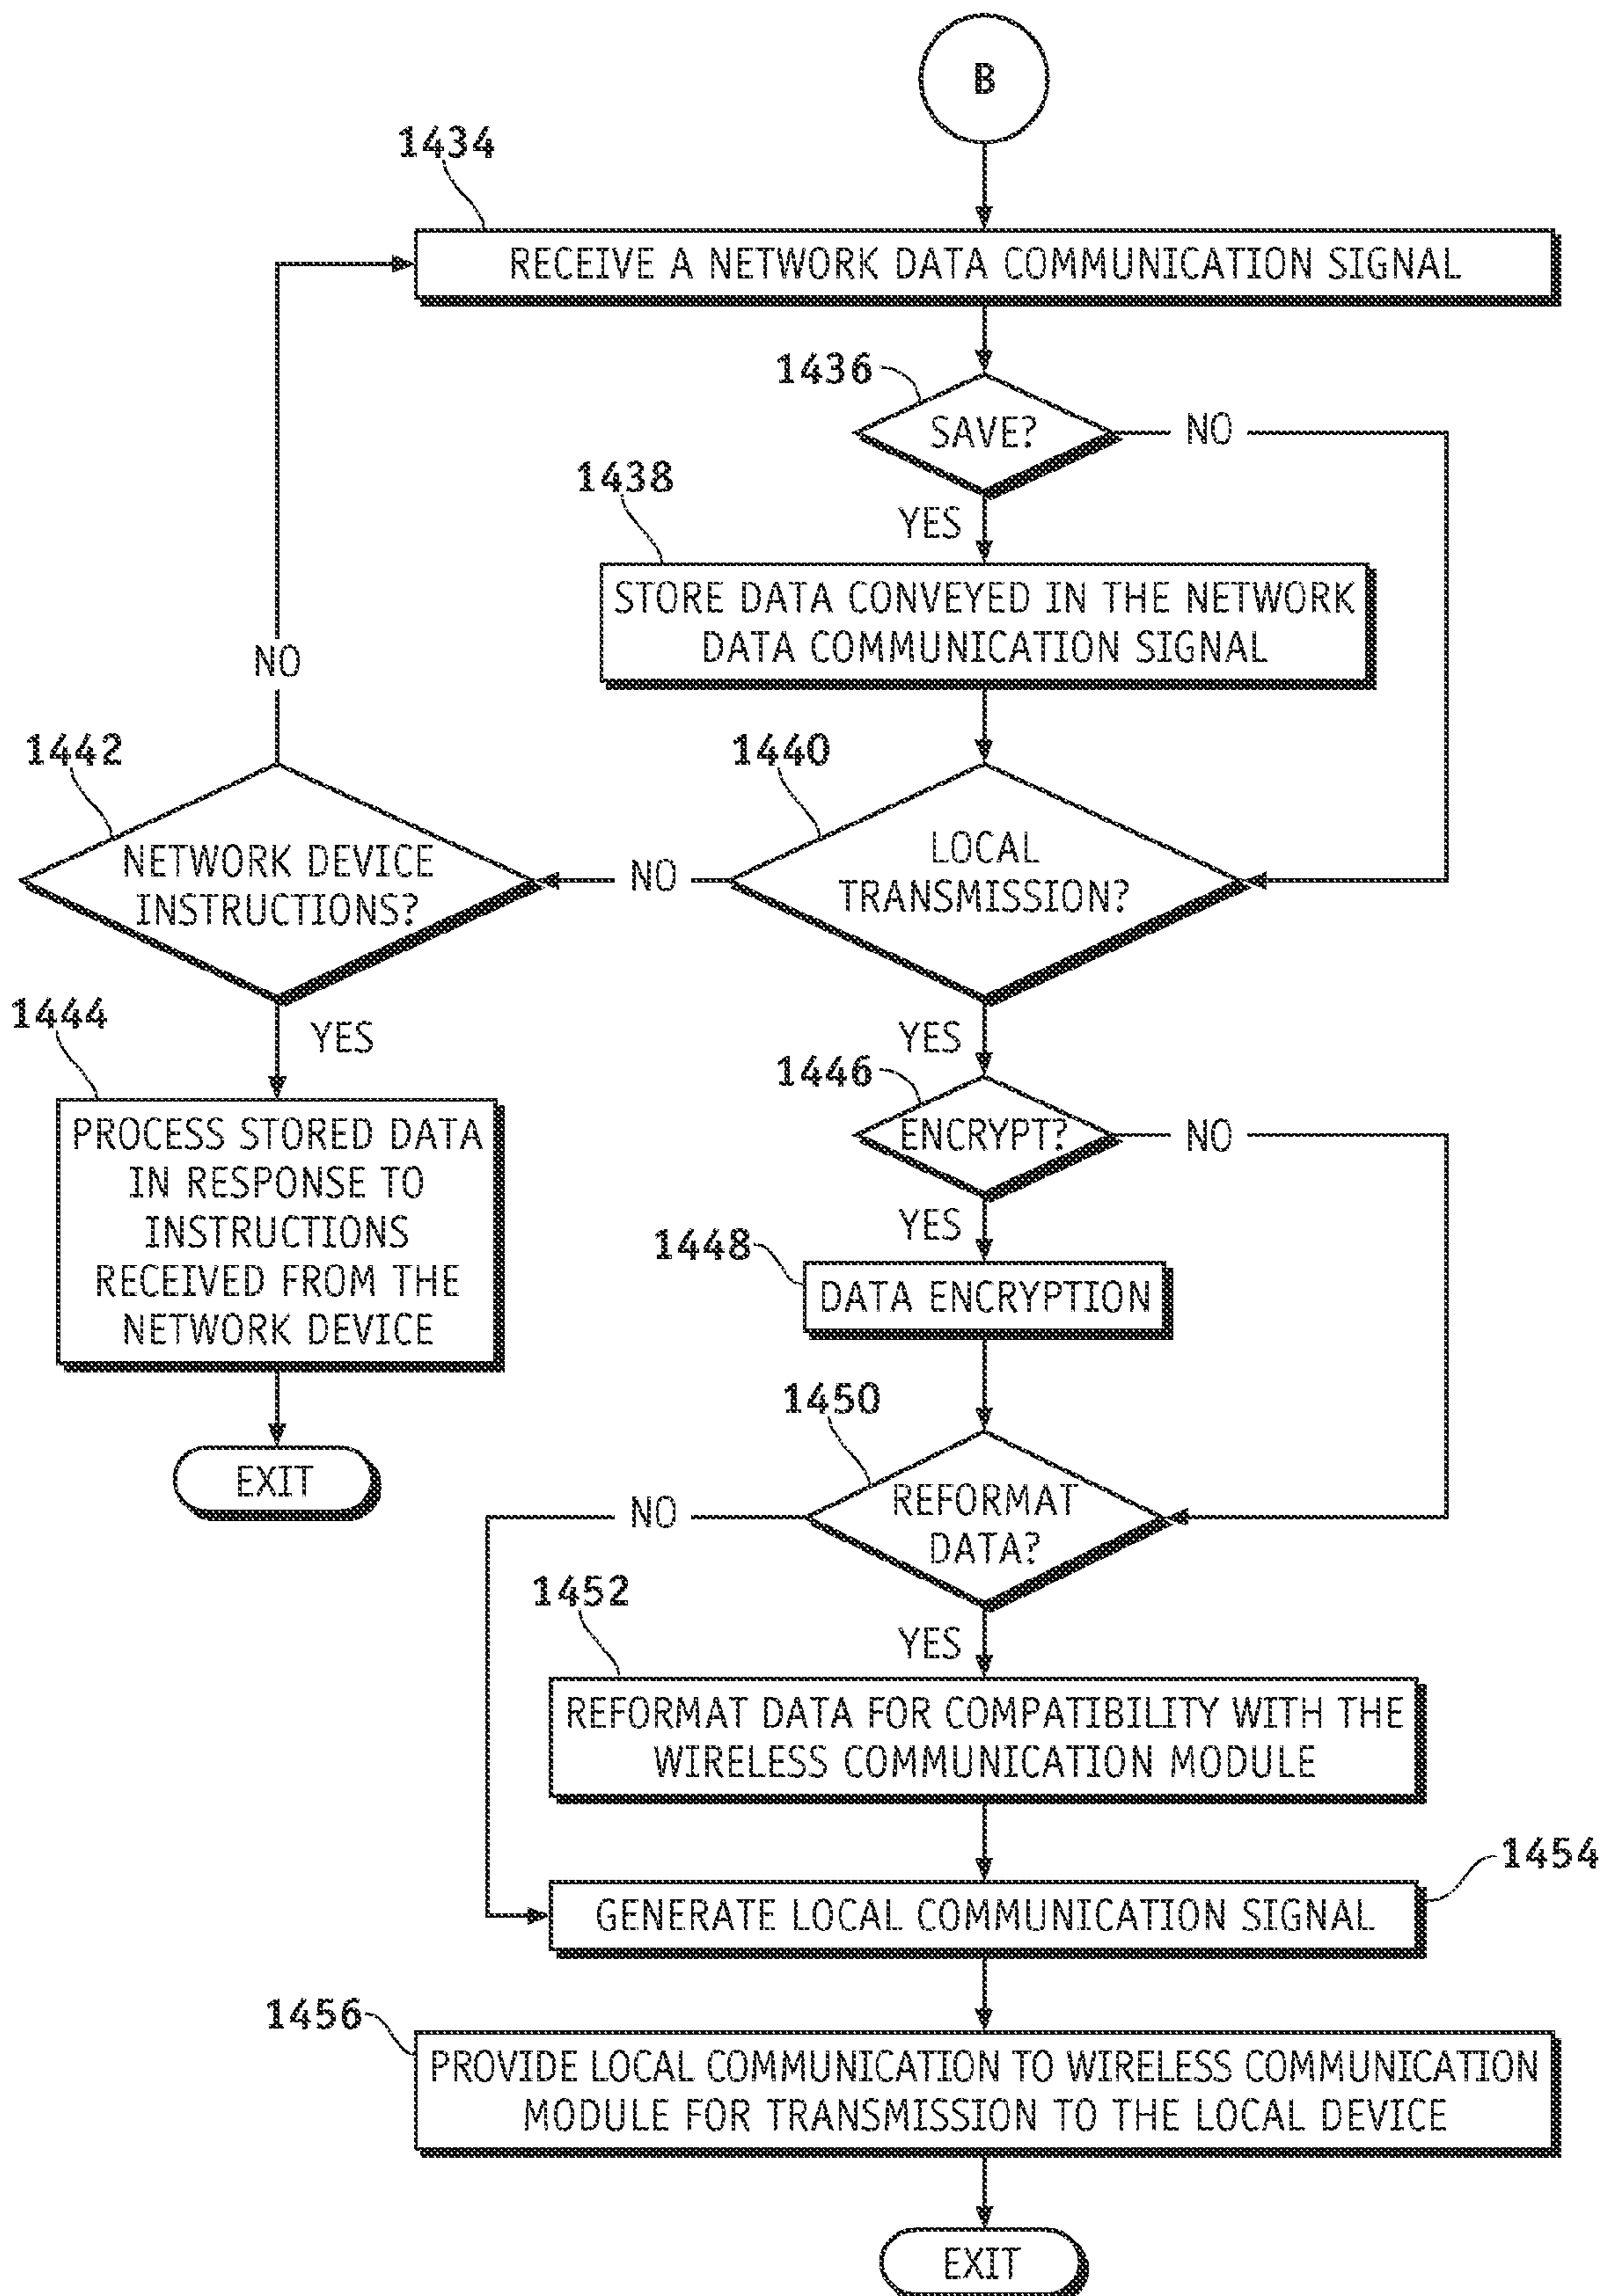 B
1434
RECEIVE A NETWORK DATA COMMUNICATION SIGNAL
1436
SAVE?
NO
1438
YES
STORE DATA CONVEYED IN THE NETWORK
DATA COMMUNICATION SIGNAL
NO
1442
1440
NETWORK DEVICE
INSTRUCTIONS?
NO
LOCAL
TRANSMISSION?
1444
YES
YES
1446
ENCRYPT?
NO
PROCESS STORED DATA
IN RESPONSE TO
INSTRUCTIONS
RECEIVED FROM THE
NETWORK DEVICE
YES
1448
DATA ENCRYPTION
1450
EXIT
NO
REFORMAT
DATA?
1452
YES
REFORMAT DATA FOR COMPATIBILITY WITH THE
WIRELESS COMMUNICATION MODULE
1454
GENERATE LOCAL COMMUNICATION SIGNAL
1456
PROVIDE LOCAL COMMUNICATION TO WIRELESS COMMUNICATION
MODULE FOR TRANSMISSION TO THE LOCAL DEVICE
EXIT